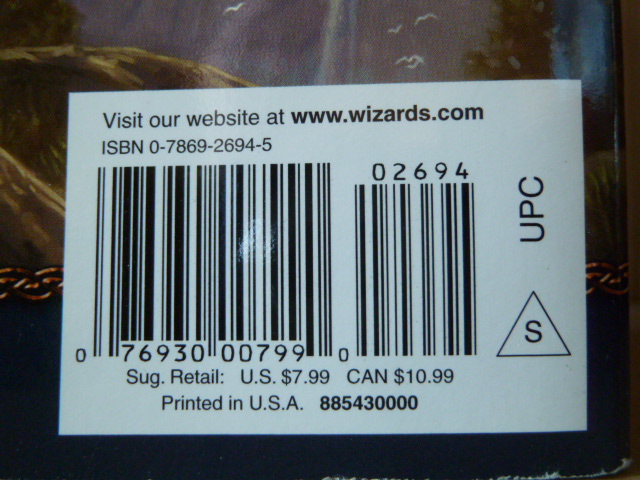 Visit our website at www.wizards.com
ISBN 0-7869-2694-5
02694
UPC
S
0 76930 00799 0
Sug. Retail: U.S. $7.99 CAN $10.99
Printed in U.S.A. 885430000